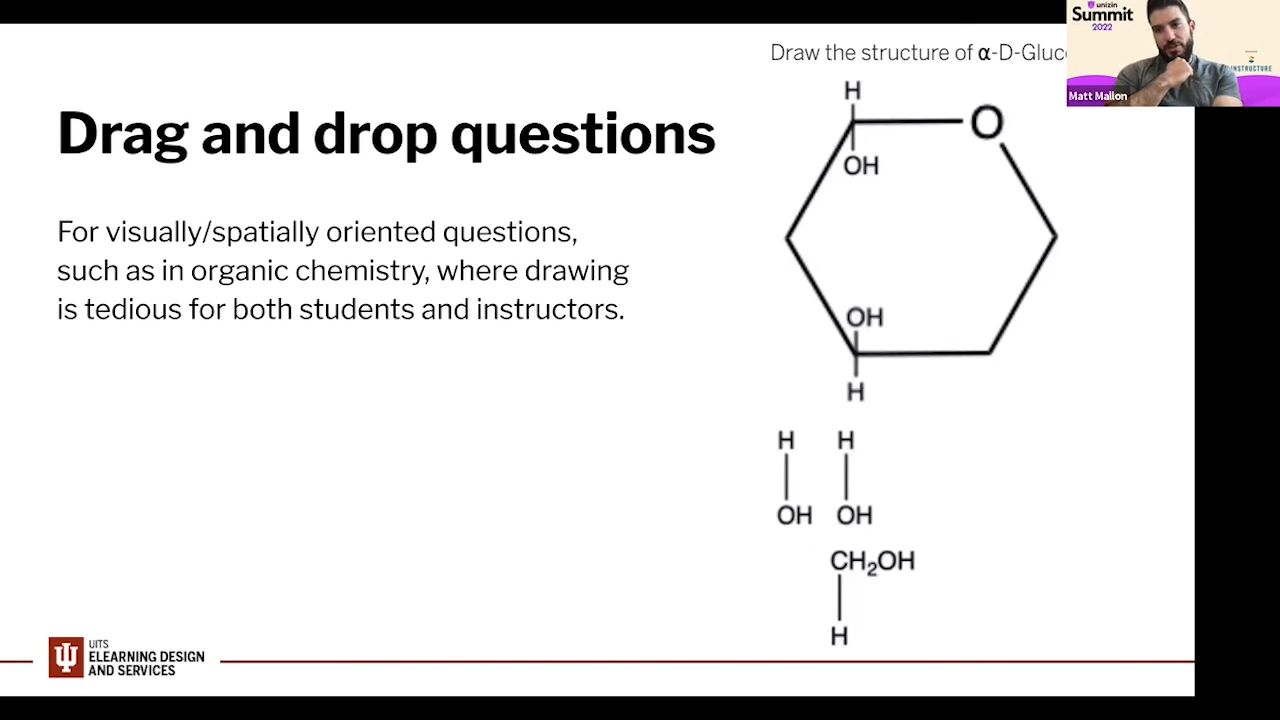 unizin
Summit
2022
INSTRUCTURE
Matt Mallon
Draw the structure of α-D-Gluc
Drag and drop questions
For visually/spatially oriented questions,
such as in organic chemistry, where drawing
is tedious for both students and instructors.
H
O
OH
OH
H
H H
OH OH
CH₂OH
H
UITS
ELEARNING DESIGN
AND SERVICES